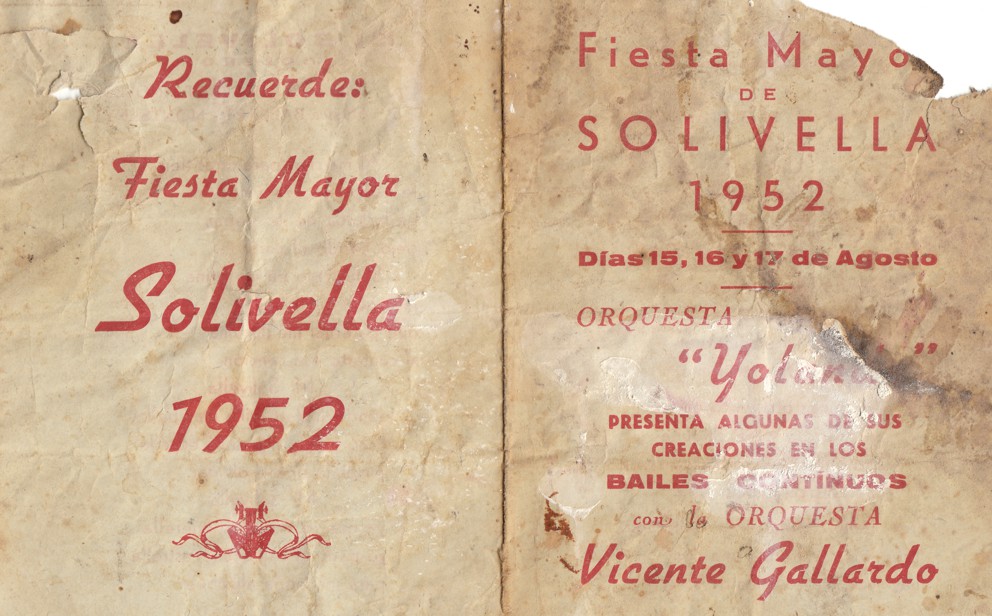 Recuerde:
Fiesta Mayor
Solivella
1952
Fiesta Mayo
DE
SOLIVELLA
1952
Días 15, 16 y 17 de Agosto
ORQUESTA
PRESENTA ALGUNAS DE SUS
CREACIONES EN LOS
BAILES CONTINUOS
con la ORQUESTA
Vicente Gallardo